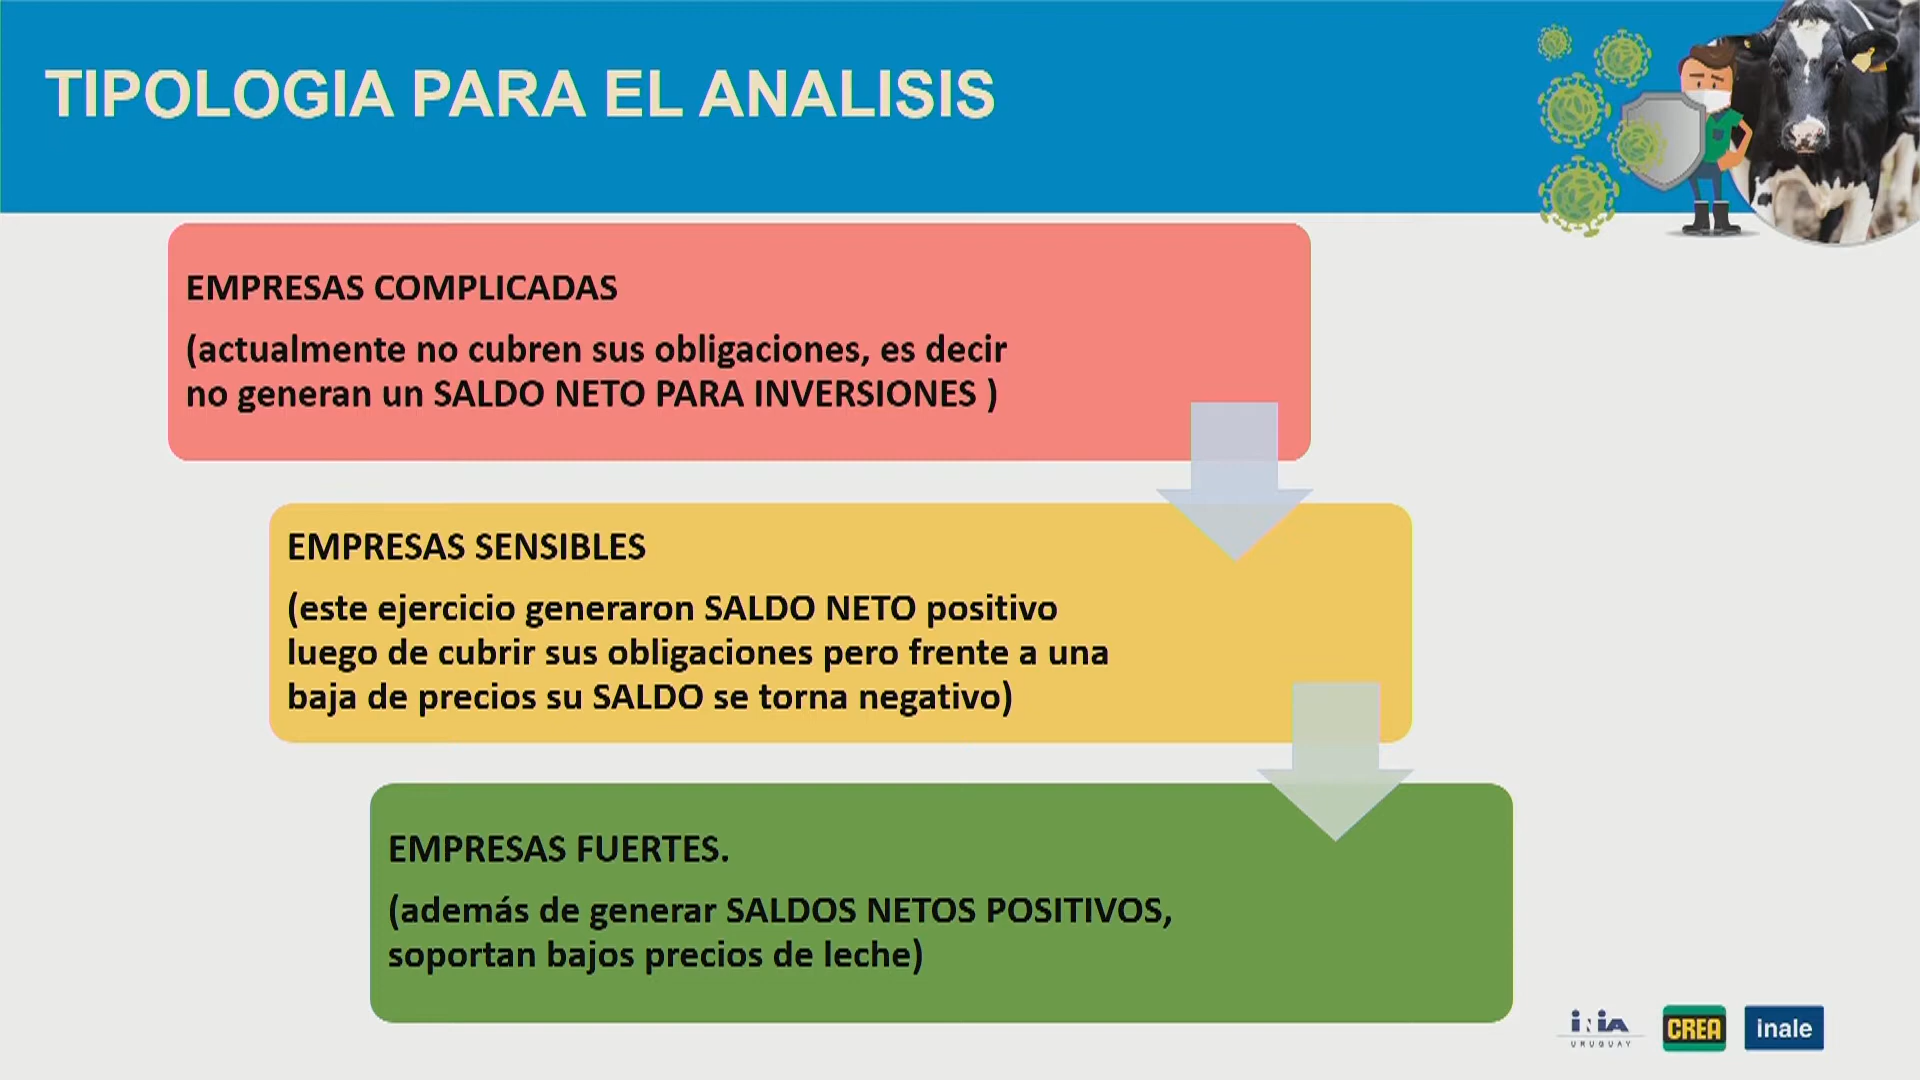 TIPOLOGIA PARA EL ANALISIS
EMPRESAS COMPLICADAS
(actualmente no cubren sus obligaciones, es decir
no generan un SALDO NETO PARA INVERSIONES )
EMPRESAS SENSIBLES
(este ejercicio generaron SALDO NETO positivo
luego de cubrir sus obligaciones pero frente a una
baja de precios su SALDO se torna negativo)
EMPRESAS FUERTES.
(además de generar SALDOS NETOS POSITIVOS,
soportan bajos precios de leche)
inia
URUGUAY
CREA
inale